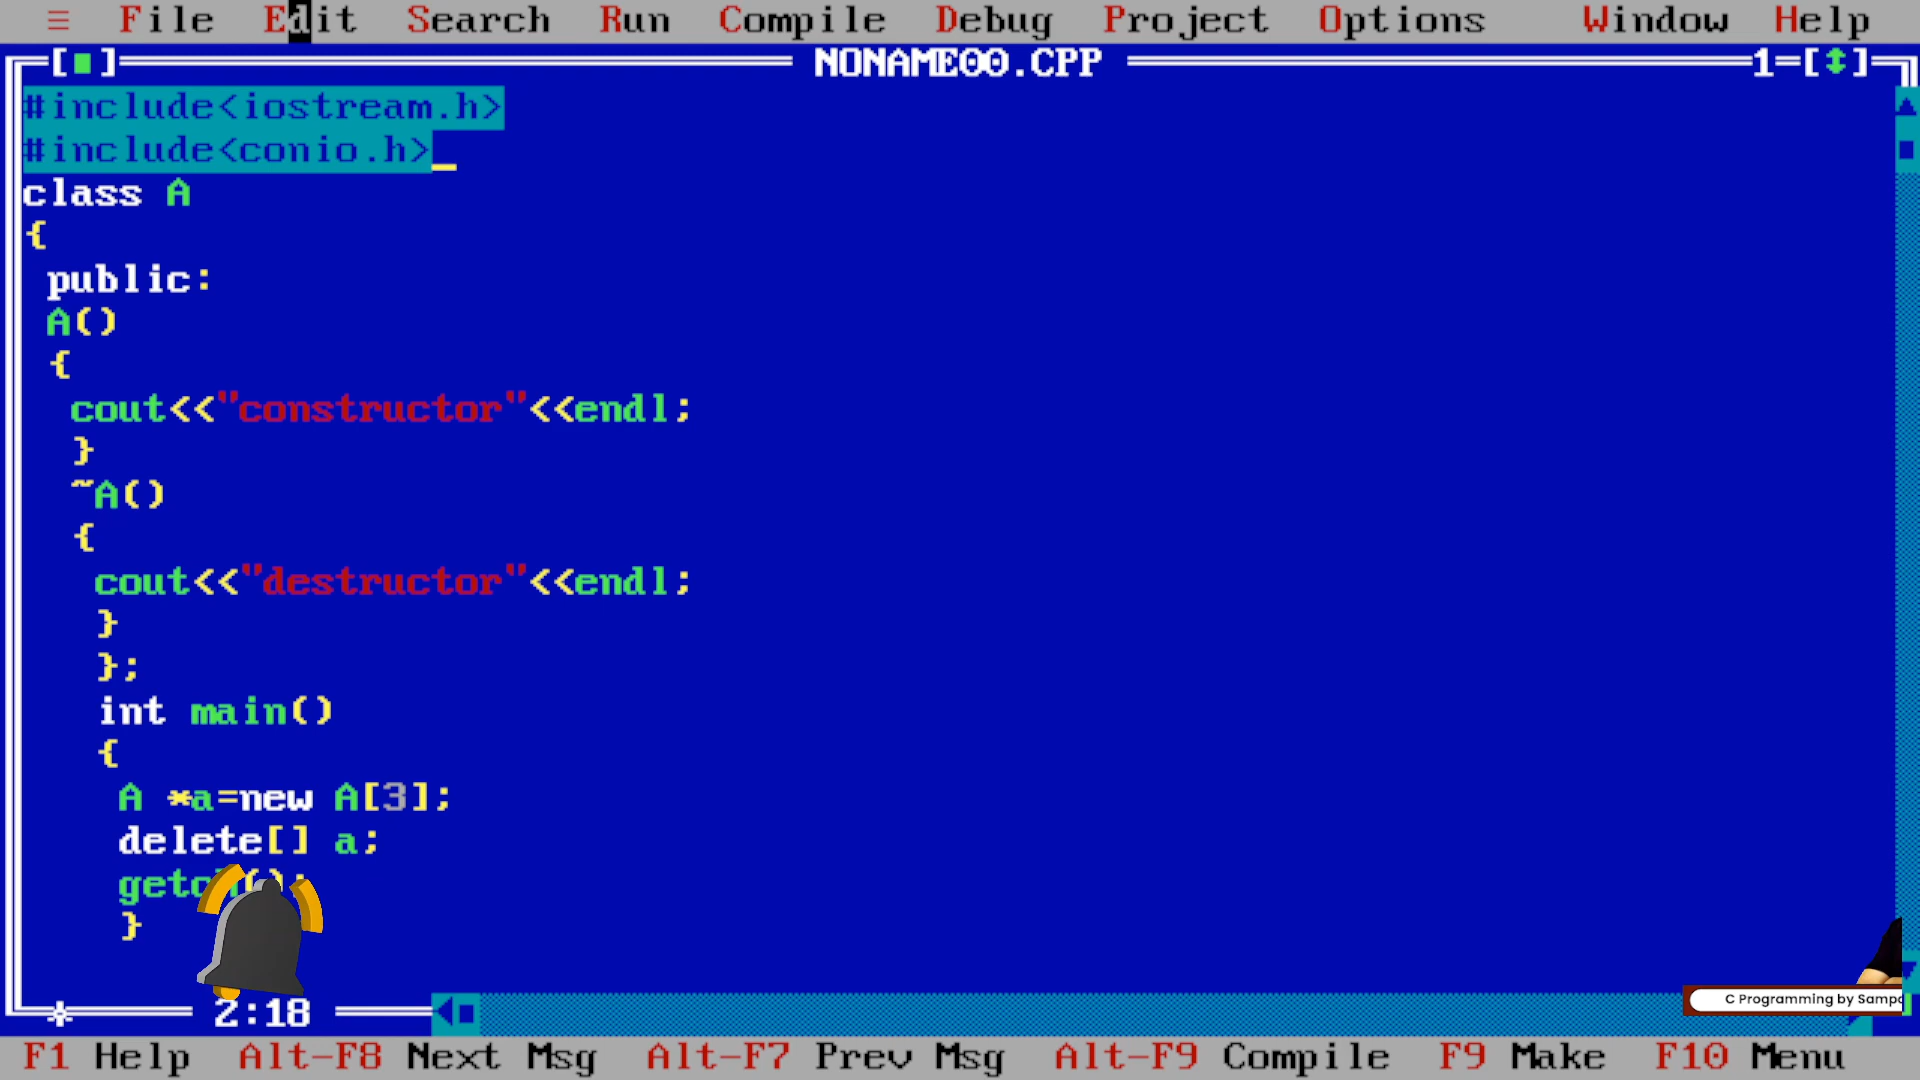 ≡ File Edit Search Run Compile Debug Project Options Window Help
[■] NONAME00.CPP 1=[↕]
#include<iostream.h>
#include<conio.h>_
class A
{
public:
A()
{
cout<<"constructor"<<endl;
}
~A()
{
cout<<"destructor"<<endl;
}
};
int main()
{
A *a=new A[3];
delete[] a;
}
2:18
C Programming by
F1 Help Alt-F8 Next Msg Alt-F7 Prev Msg Alt-F9 Compile F9 Make F10 Menu